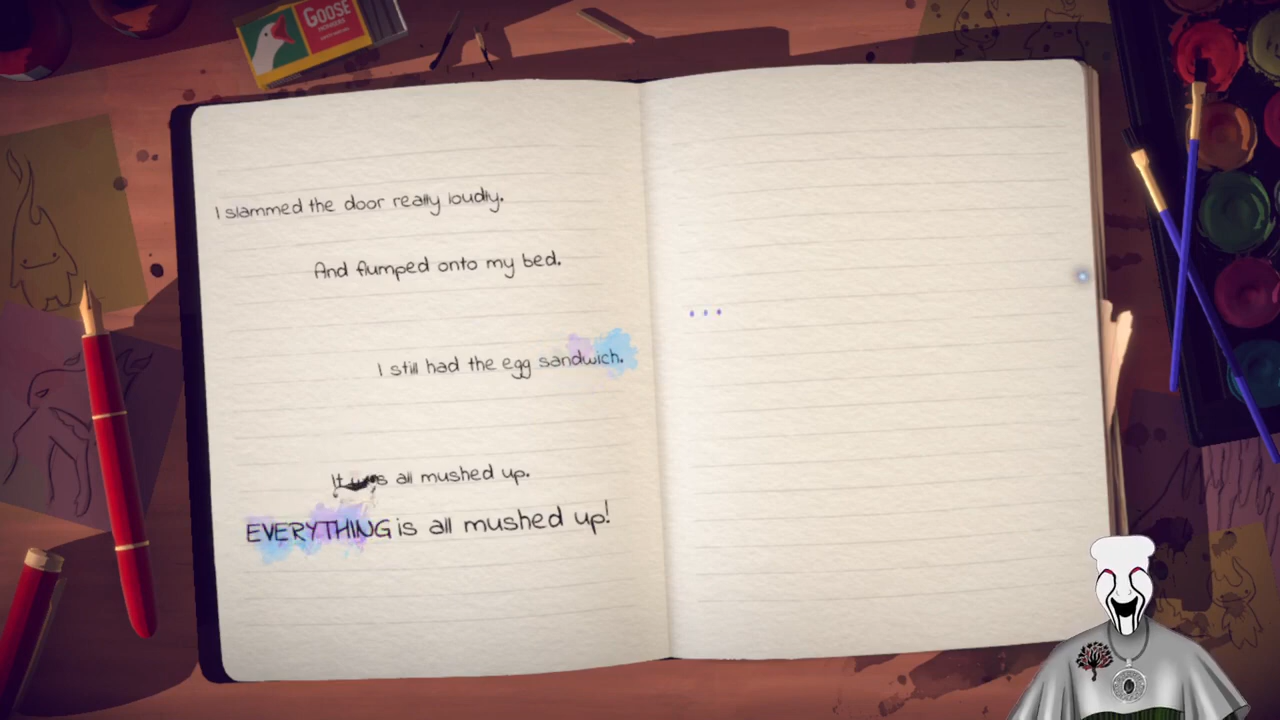 GOOSE
I slammed the door really loudly.
And flumped onto my bed.
I still had the egg sandwich.
It was all mushed up.
EVERYTHING is all mushed up!
...